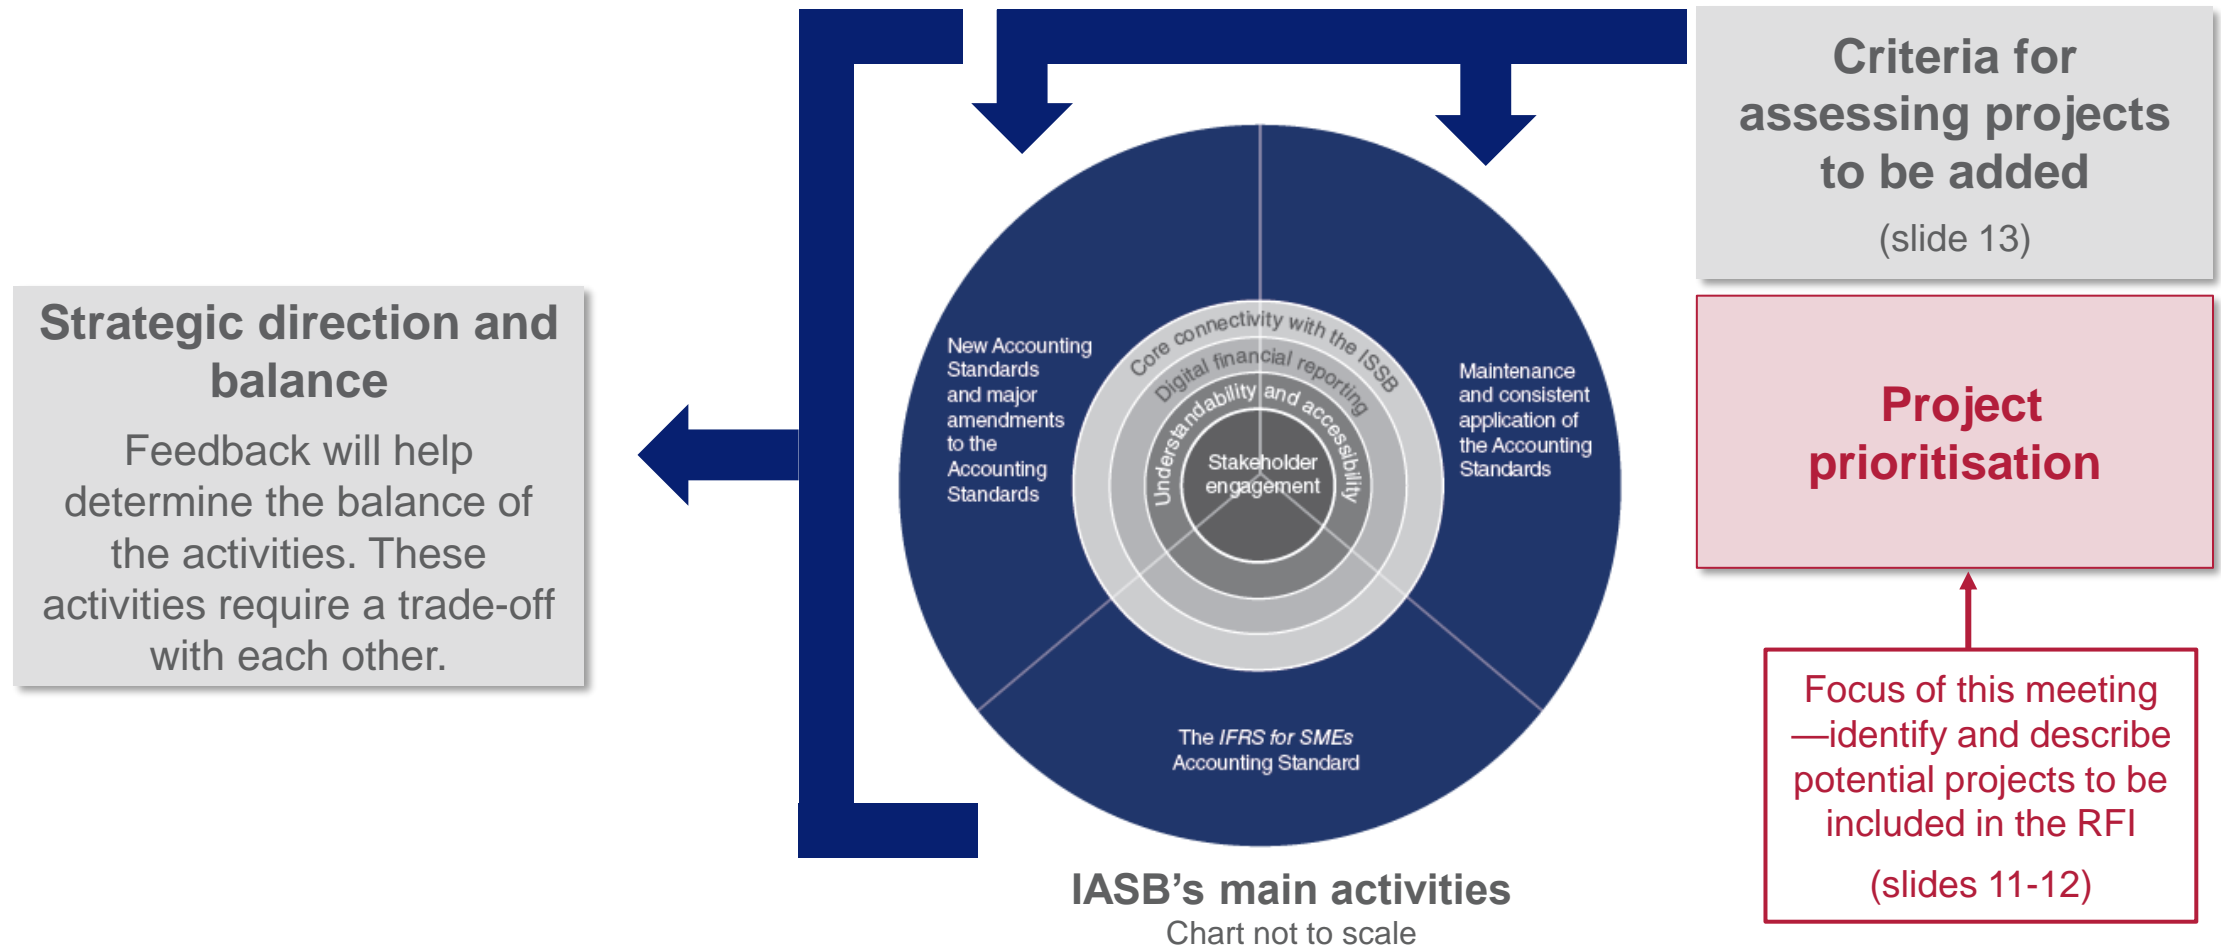 Criteria for
assessing projects
to be added
(slide 13)
Strategic direction and
balance
Feedback will help
determine the balance of
the activities. These
activities require a trade-off
with each other.
New Accounting
Standards
and major
amendments
to the
Accounting
Standards
Core connectivity with the ISSB
Digital financial reporting
Understandability and accessibility
Stakeholder
engagement
Maintenance
and consistent
application of
the Accounting
Standards
The IFRS for SMEs
Accounting Standard
IASB’s main activities
Chart not to scale
Project
prioritisation
Focus of this meeting
—identify and describe
potential projects to be
included in the RFI
(slides 11-12)